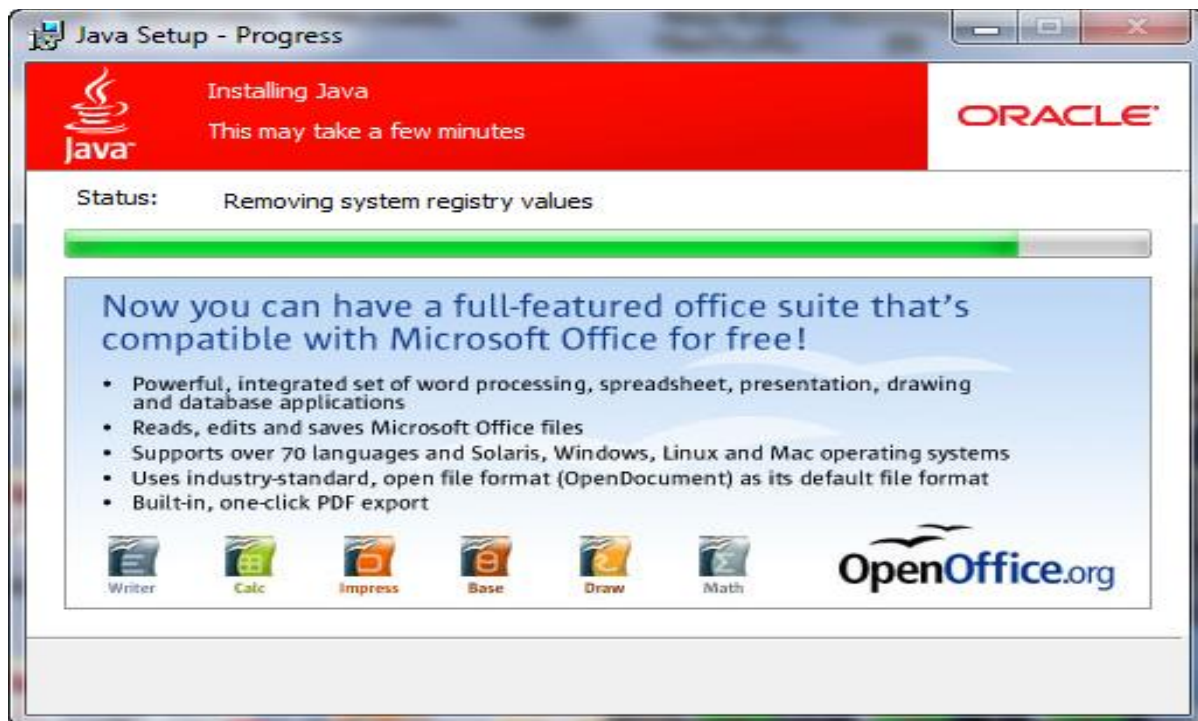 Java Setup - Progress
Installing Java
This may take a few minutes
Java™
ORACLE®
Status: Removing system registry values
Now you can have a full-featured office suite that's
compatible with Microsoft Office for free!
• Powerful, integrated set of word processing, spreadsheet, presentation, drawing
and database applications
• Reads, edits and saves Microsoft Office files
• Supports over 70 languages and Solaris, Windows, Linux and Mac operating systems
• Uses industry-standard, open file format (OpenDocument) as its default file format
• Built-in, one-click PDF export
Writer Calc Impress Base Draw Math
OpenOffice.org